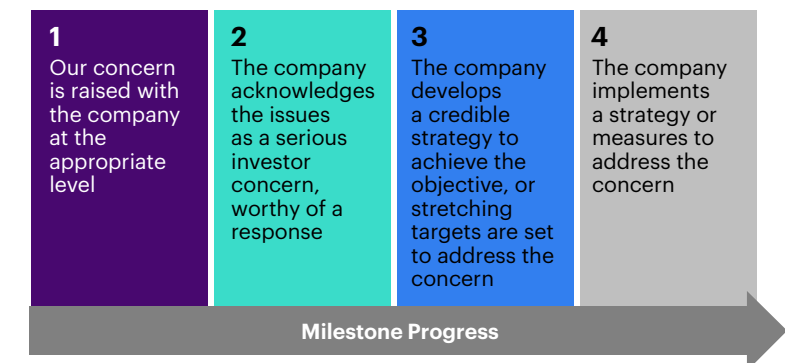 1
Our concern
is raised with
the company
at the
appropriate
level
2
The company
acknowledges
the issues
as a serious
investor
concern,
worthy of a
response
3
The company
develops
a credible
strategy to
achieve the
objective, or
stretching
targets are set
to address the
concern
4
The company
implements
a strategy or
measures to
address the
concern
Milestone Progress